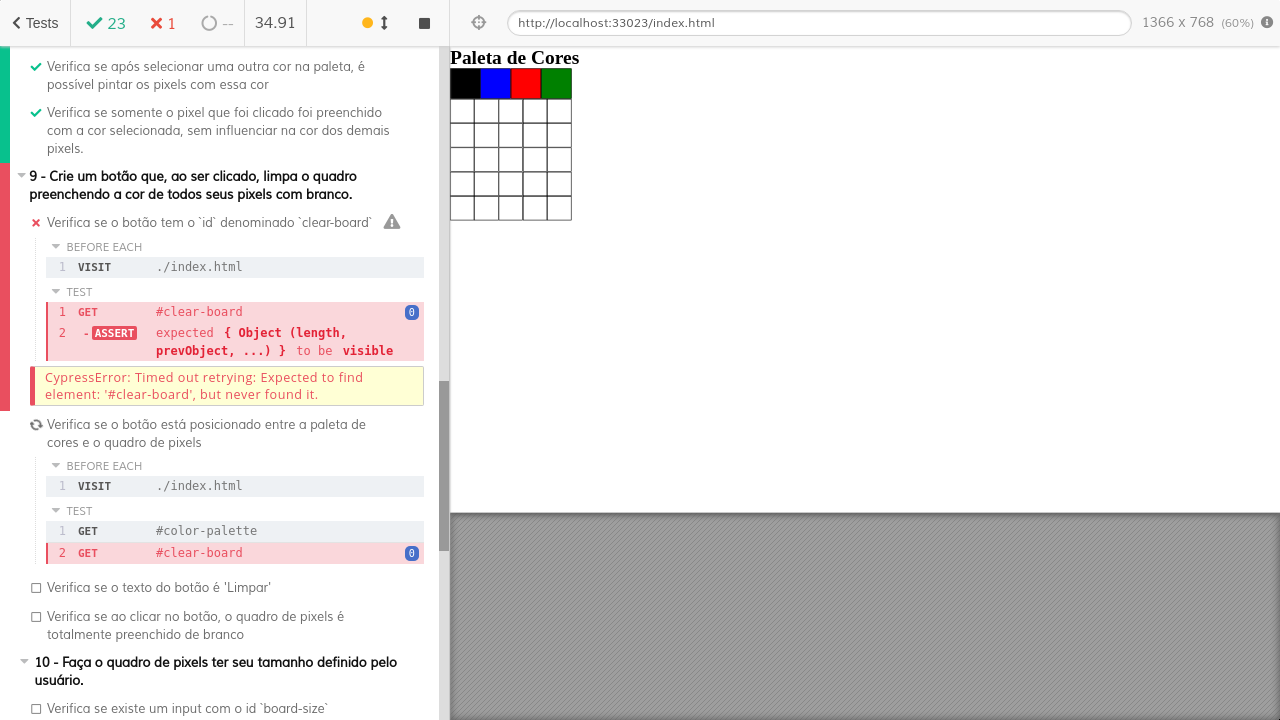 Tests 23 1 -- 34.91 http://localhost:33023/index.html 1366 x 768 (60%)
Verifica se após selecionar uma outra cor na paleta, é
possível pintar os pixels com essa cor
Verifica se somente o pixel que foi clicado foi preenchido
com a cor selecionada, sem influenciar na cor dos demais
pixels.
9 - Crie um botão que, ao ser clicado, limpa o quadro
preenchendo a cor de todos seus pixels com branco.
Verifica se o botão tem o `id` denominado `clear-board`
BEFORE EACH
1 VISIT ./index.html
TEST
1 GET #clear-board 0
2 - ASSERT expected { Object (length,
prevObject, ...) } to be visible
CypressError: Timed out retrying: Expected to find
element: '#clear-board', but never found it.
Verifica se o botão está posicionado entre a paleta de
cores e o quadro de pixels
BEFORE EACH
1 VISIT ./index.html
TEST
1 GET #color-palette
2 GET #clear-board 0
Verifica se o texto do botão é 'Limpar'
Verifica se ao clicar no botão, o quadro de pixels é
totalmente preenchido de branco
10 - Faça o quadro de pixels ter seu tamanho definido pelo
usuário.
Verifica se existe um input com o id `board-size`
Paleta de Cores